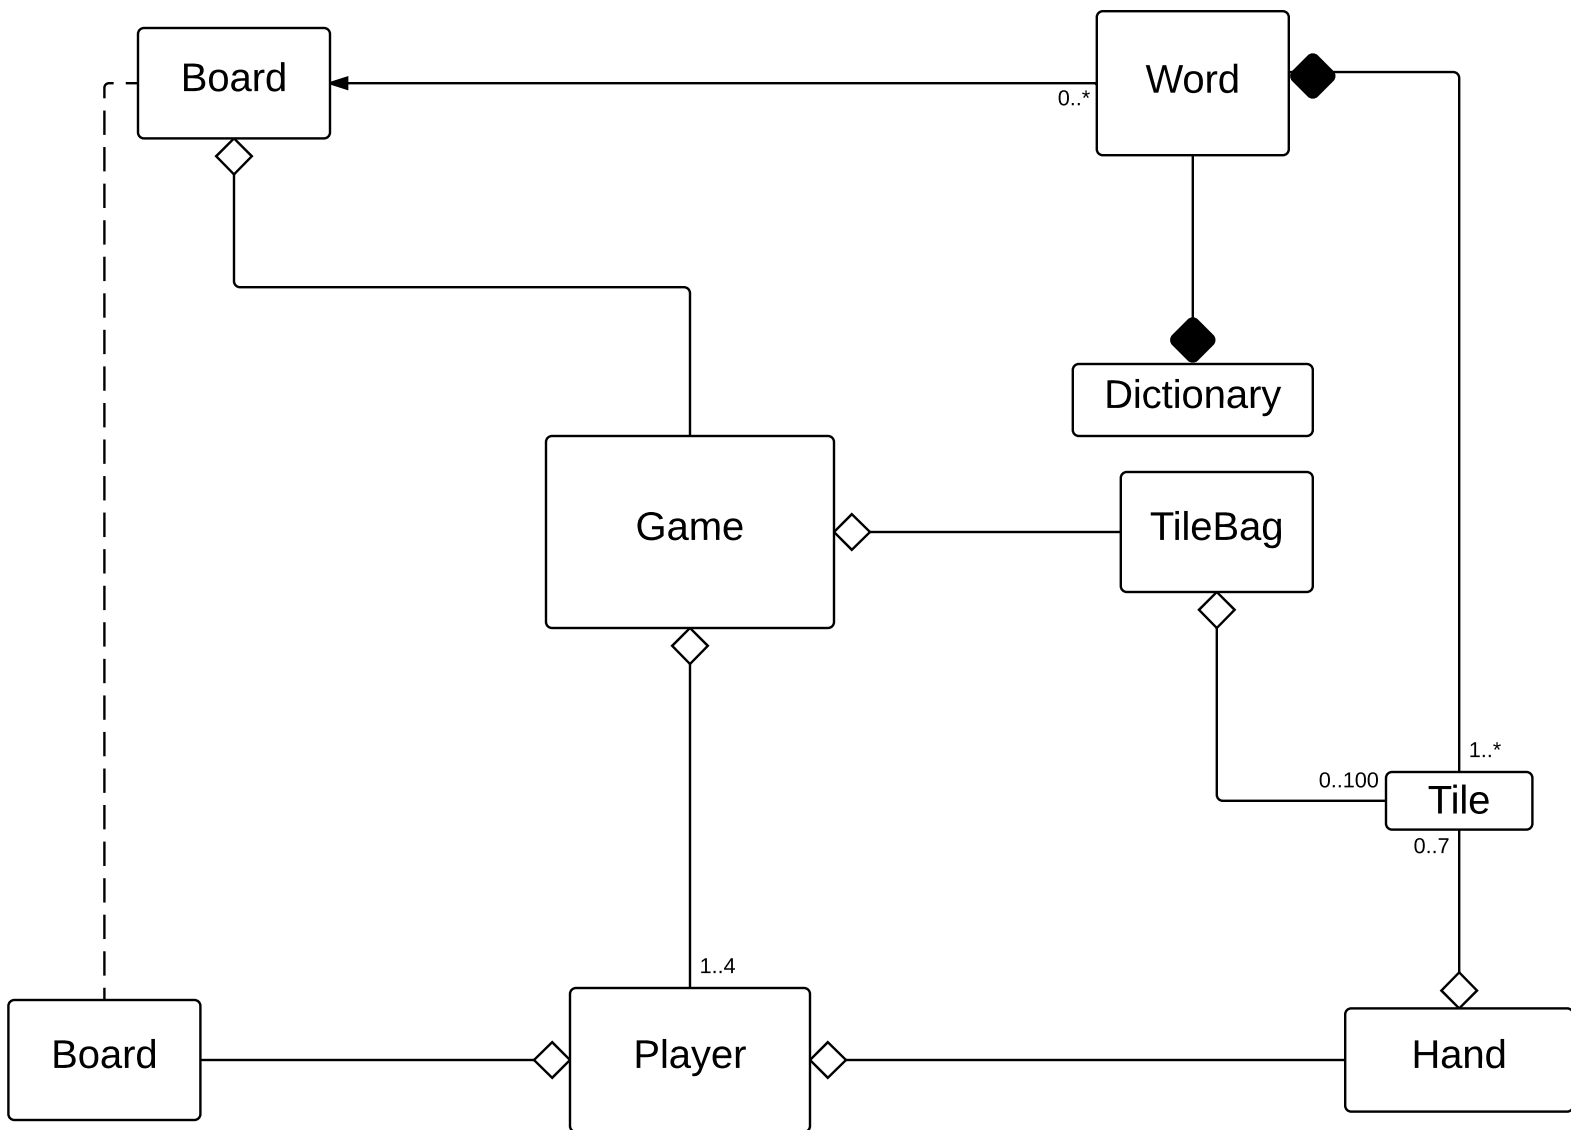 Board
Word
0..*
Dictionary
Game
TileBag
1..*
0..100
Tile
0..7
1..4
Board
Player
Hand